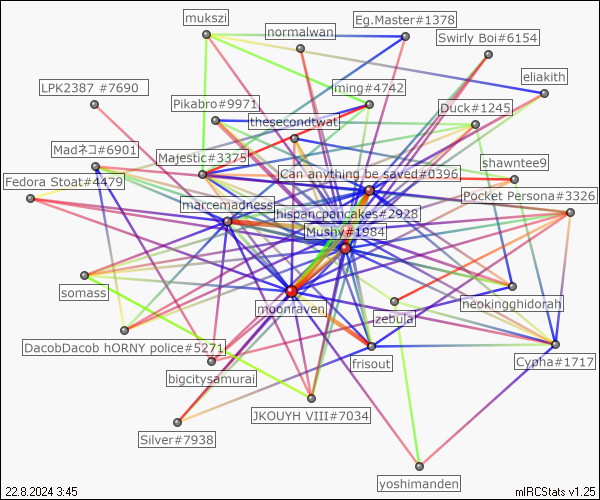 mukszi
normalwan
Eg.Master#1378
Swirly Boi#6154
LPK2387 #7690
ming#4742
eliakith
Pikabro#9971
Duck#1245
thesecondtwat
Madネコ#6901
Majestic#3375
shawntee9
Can anything be saved#0396
Fedora Stoat#4479
Pocket Persona#3326
marcemadness
hispancpancakes#2928
Mushy#1984
somass
moonraven
neokingghidorah
zebula
DacobDacob hORNY police#5271
frisout
Cypha#1717
bigcitysamurai
JKOUYH VIII#7034
Silver#7938
yoshimanden
22.8.2024 3:45
mIRCStats v1.25